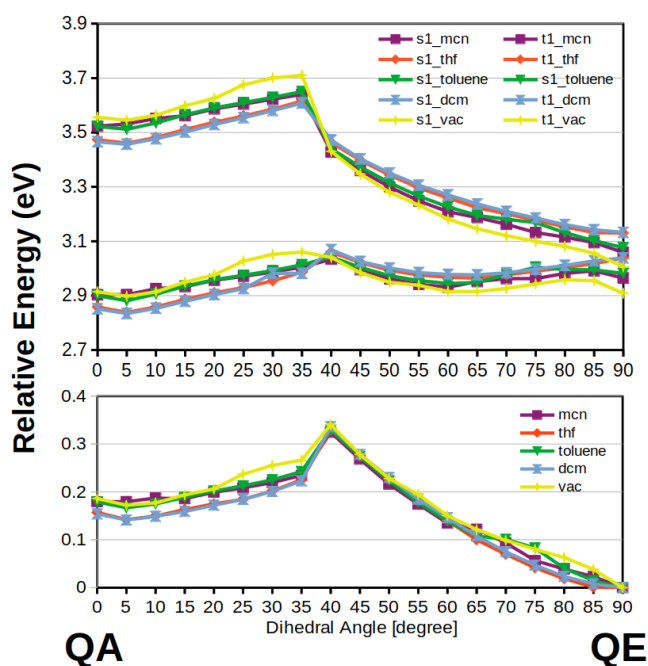 3.9
3.7
3.5
3.3
3.1
2.9
2.7
s1_mcn t1_mcn
s1_thf t1_thf
s1_toluene s1_toluene
s1_dcm t1_dcm
s1_vac t1_vac
0 5 10 15 20 25 30 35 40 45 50 55 60 65 70 75 80 85 90
Relative Energy (eV)
0.4
0.3
0.2
0.1
0
mcn
thf
toluene
dcm
vac
0 5 10 15 20 25 30 35 40 45 50 55 60 65 70 75 80 85 90
Dihedral Angle [degree]
QA QE